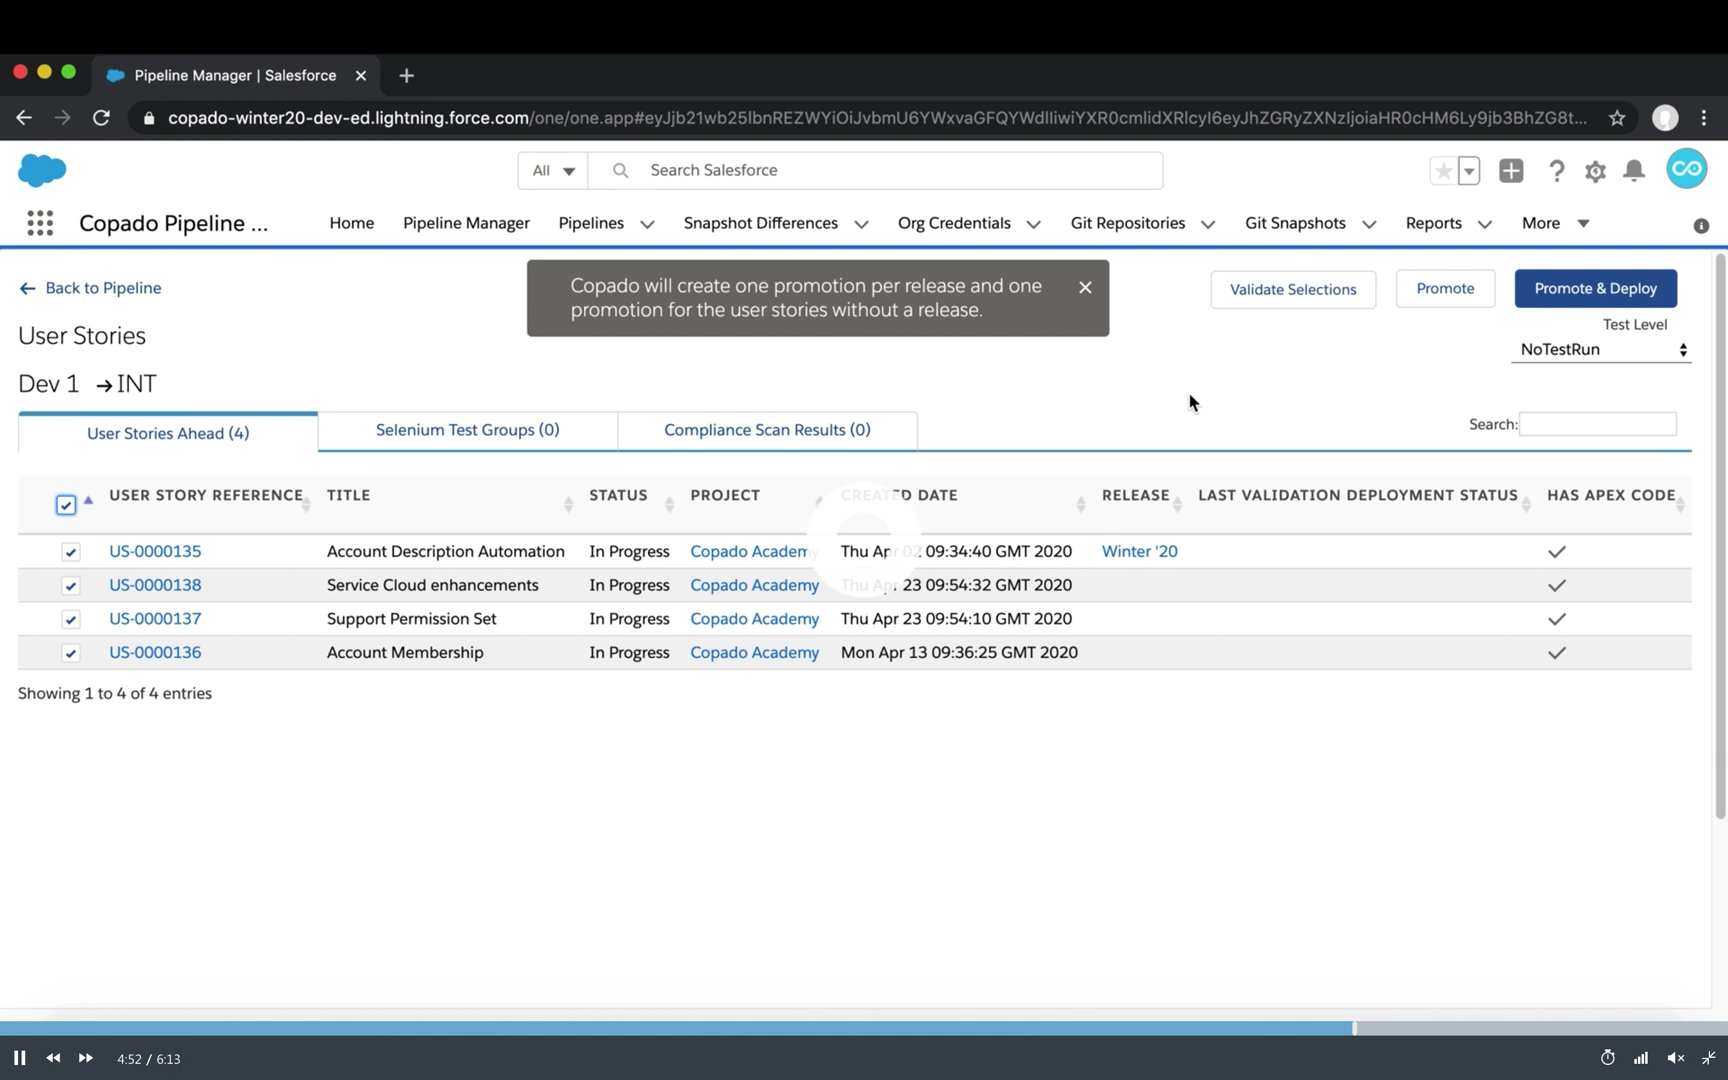 Pipeline Manager | Salesforce
copado-winter20-dev-ed.lightning.force.com/one/one.app#eyJjb21wb25lbnREZWYiOiJvbmU6YWxvaGFQYWdlIiwiYXR0cmlidXRlcyI6eyJhZGRyZXNzIjoiaHR0cHM6Ly9jb3BhZG8t...
All
Search Salesforce
Copado Pipeline ...
Home
Pipeline Manager
Pipelines
Snapshot Differences
Org Credentials
Git Repositories
Git Snapshots
Reports
More
Back to Pipeline
Copado will create one promotion per release and one
promotion for the user stories without a release.
Validate Selections
Promote
Promote & Deploy
User Stories
Test Level
NoTestRun
Dev 1 → INT
User Stories Ahead (4)
Selenium Test Groups (0)
Compliance Scan Results (0)
Search:
USER STORY REFERENCE TITLE STATUS PROJECT CREATED DATE RELEASE LAST VALIDATION DEPLOYMENT STATUS HAS APEX CODE
US-0000135 Account Description Automation In Progress Copado Academy Thu Apr 02 09:34:40 GMT 2020 Winter '20
US-0000138 Service Cloud enhancements In Progress Copado Academy Thu Apr 23 09:54:32 GMT 2020
US-0000137 Support Permission Set In Progress Copado Academy Thu Apr 23 09:54:10 GMT 2020
US-0000136 Account Membership In Progress Copado Academy Mon Apr 13 09:36:25 GMT 2020
Showing 1 to 4 of 4 entries
4:52 / 6:13